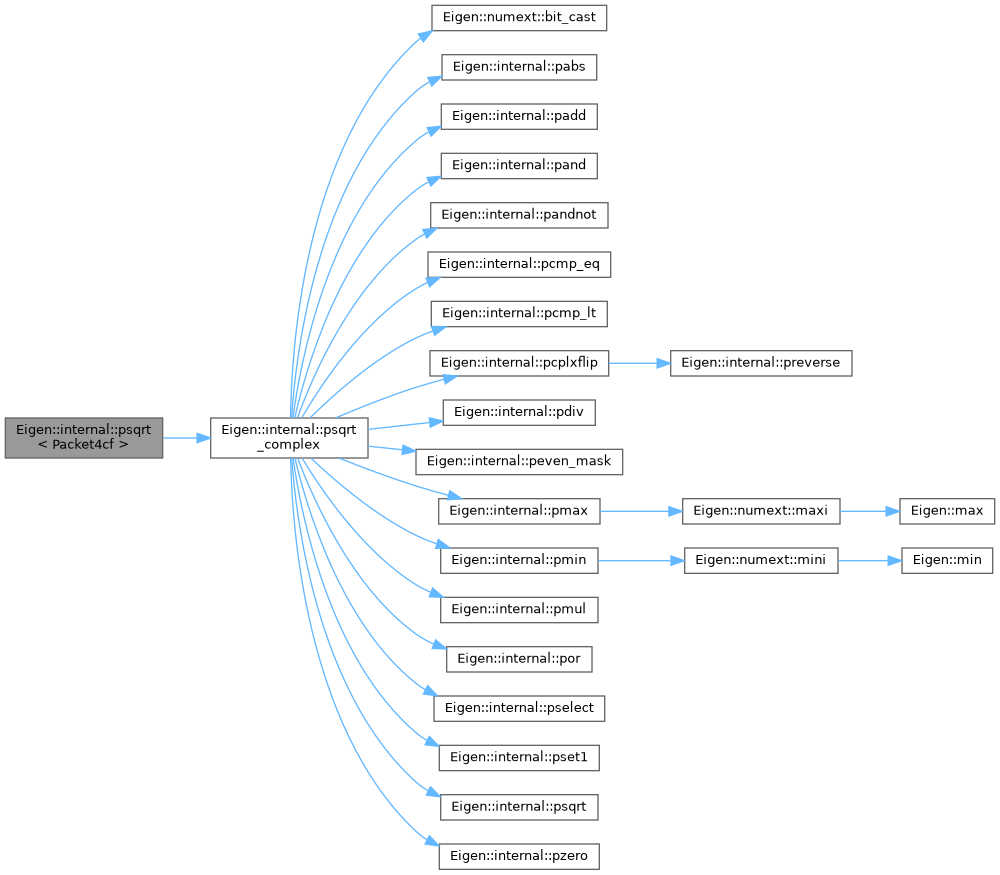 Eigen::internal::psqrt
< Packet4cf >
Eigen::internal::psqrt
_complex
Eigen::numext::bit_cast
Eigen::internal::pabs
Eigen::internal::padd
Eigen::internal::pand
Eigen::internal::pandnot
Eigen::internal::pcmp_eq
Eigen::internal::pcmp_lt
Eigen::internal::pcplxflip
Eigen::internal::preverse
Eigen::internal::pdiv
Eigen::internal::peven_mask
Eigen::internal::pmax
Eigen::numext::maxi
Eigen::max
Eigen::internal::pmin
Eigen::numext::mini
Eigen::min
Eigen::internal::pmul
Eigen::internal::por
Eigen::internal::pselect
Eigen::internal::pset1
Eigen::internal::psqrt
Eigen::internal::pzero